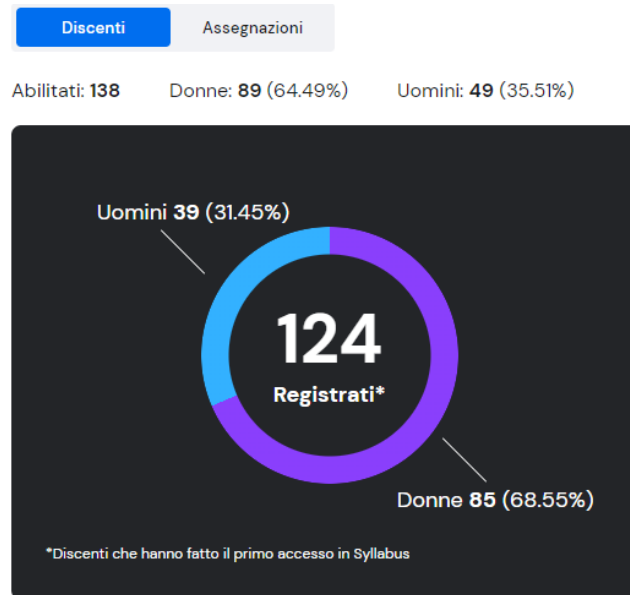 Discenti Assegnazioni
Abilitati: 138 Donne: 89 (64.49%) Uomini: 49 (35.51%)
Uomini 39 (31.45%)
124
Registrati*
Donne 85 (68.55%)
*Discenti che hanno fatto il primo accesso in Syllabus